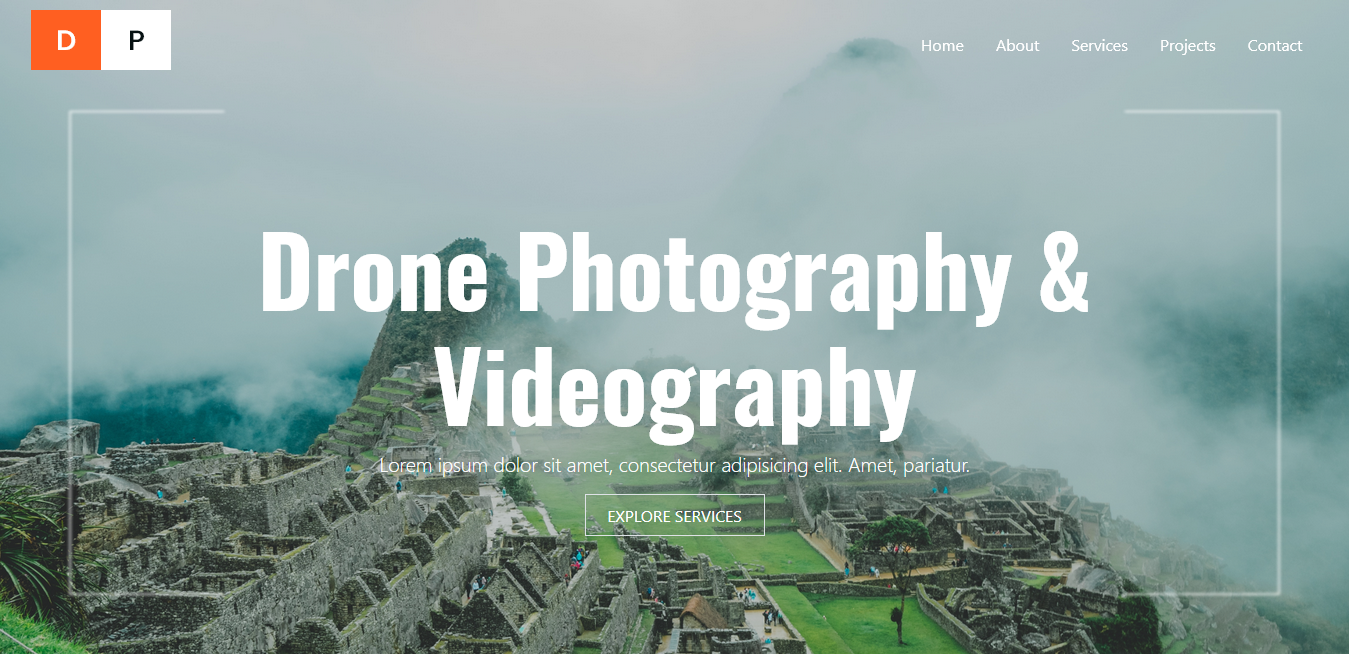 D P
Home About Services Projects Contact
Drone Photography &
Videography
Lorem ipsum dolor sit amet, consectetur adipisicing elit. Amet, pariatur.
EXPLORE SERVICES